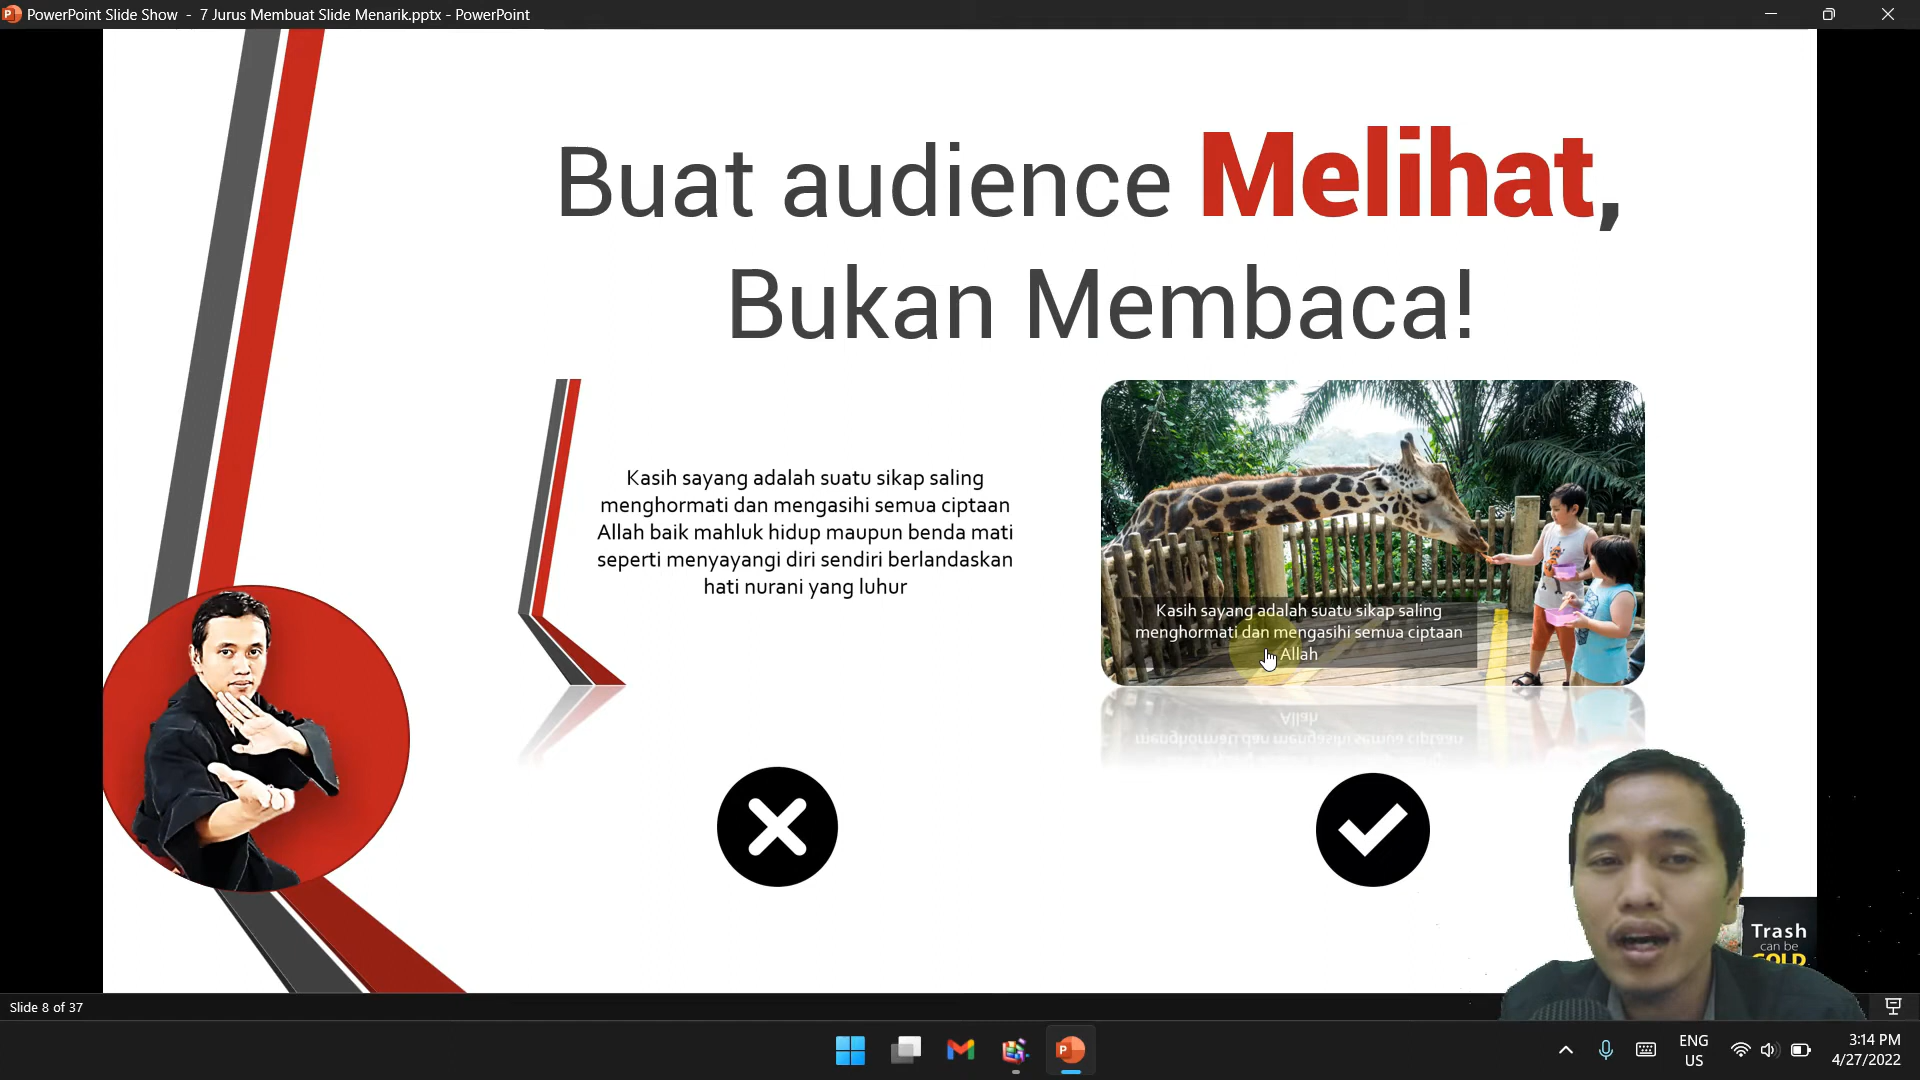 PowerPoint Slide Show - 7 Jurus Membuat Slide Menarik.pptx - PowerPoint
Buat audience Melihat,
Bukan Membaca!
Kasih sayang adalah suatu sikap saling
menghormati dan mengasihi semua ciptaan
Allah baik mahluk hidup maupun benda mati
seperti menyayangi diri sendiri berlandaskan
hati nurani yang luhur
Kasih sayang adalah suatu sikap saling
menghormati dan mengasihi semua ciptaan
Allah
Trash
can be
GOLD
Slide 8 of 37
ENG
US
3:14 PM
4/27/2022